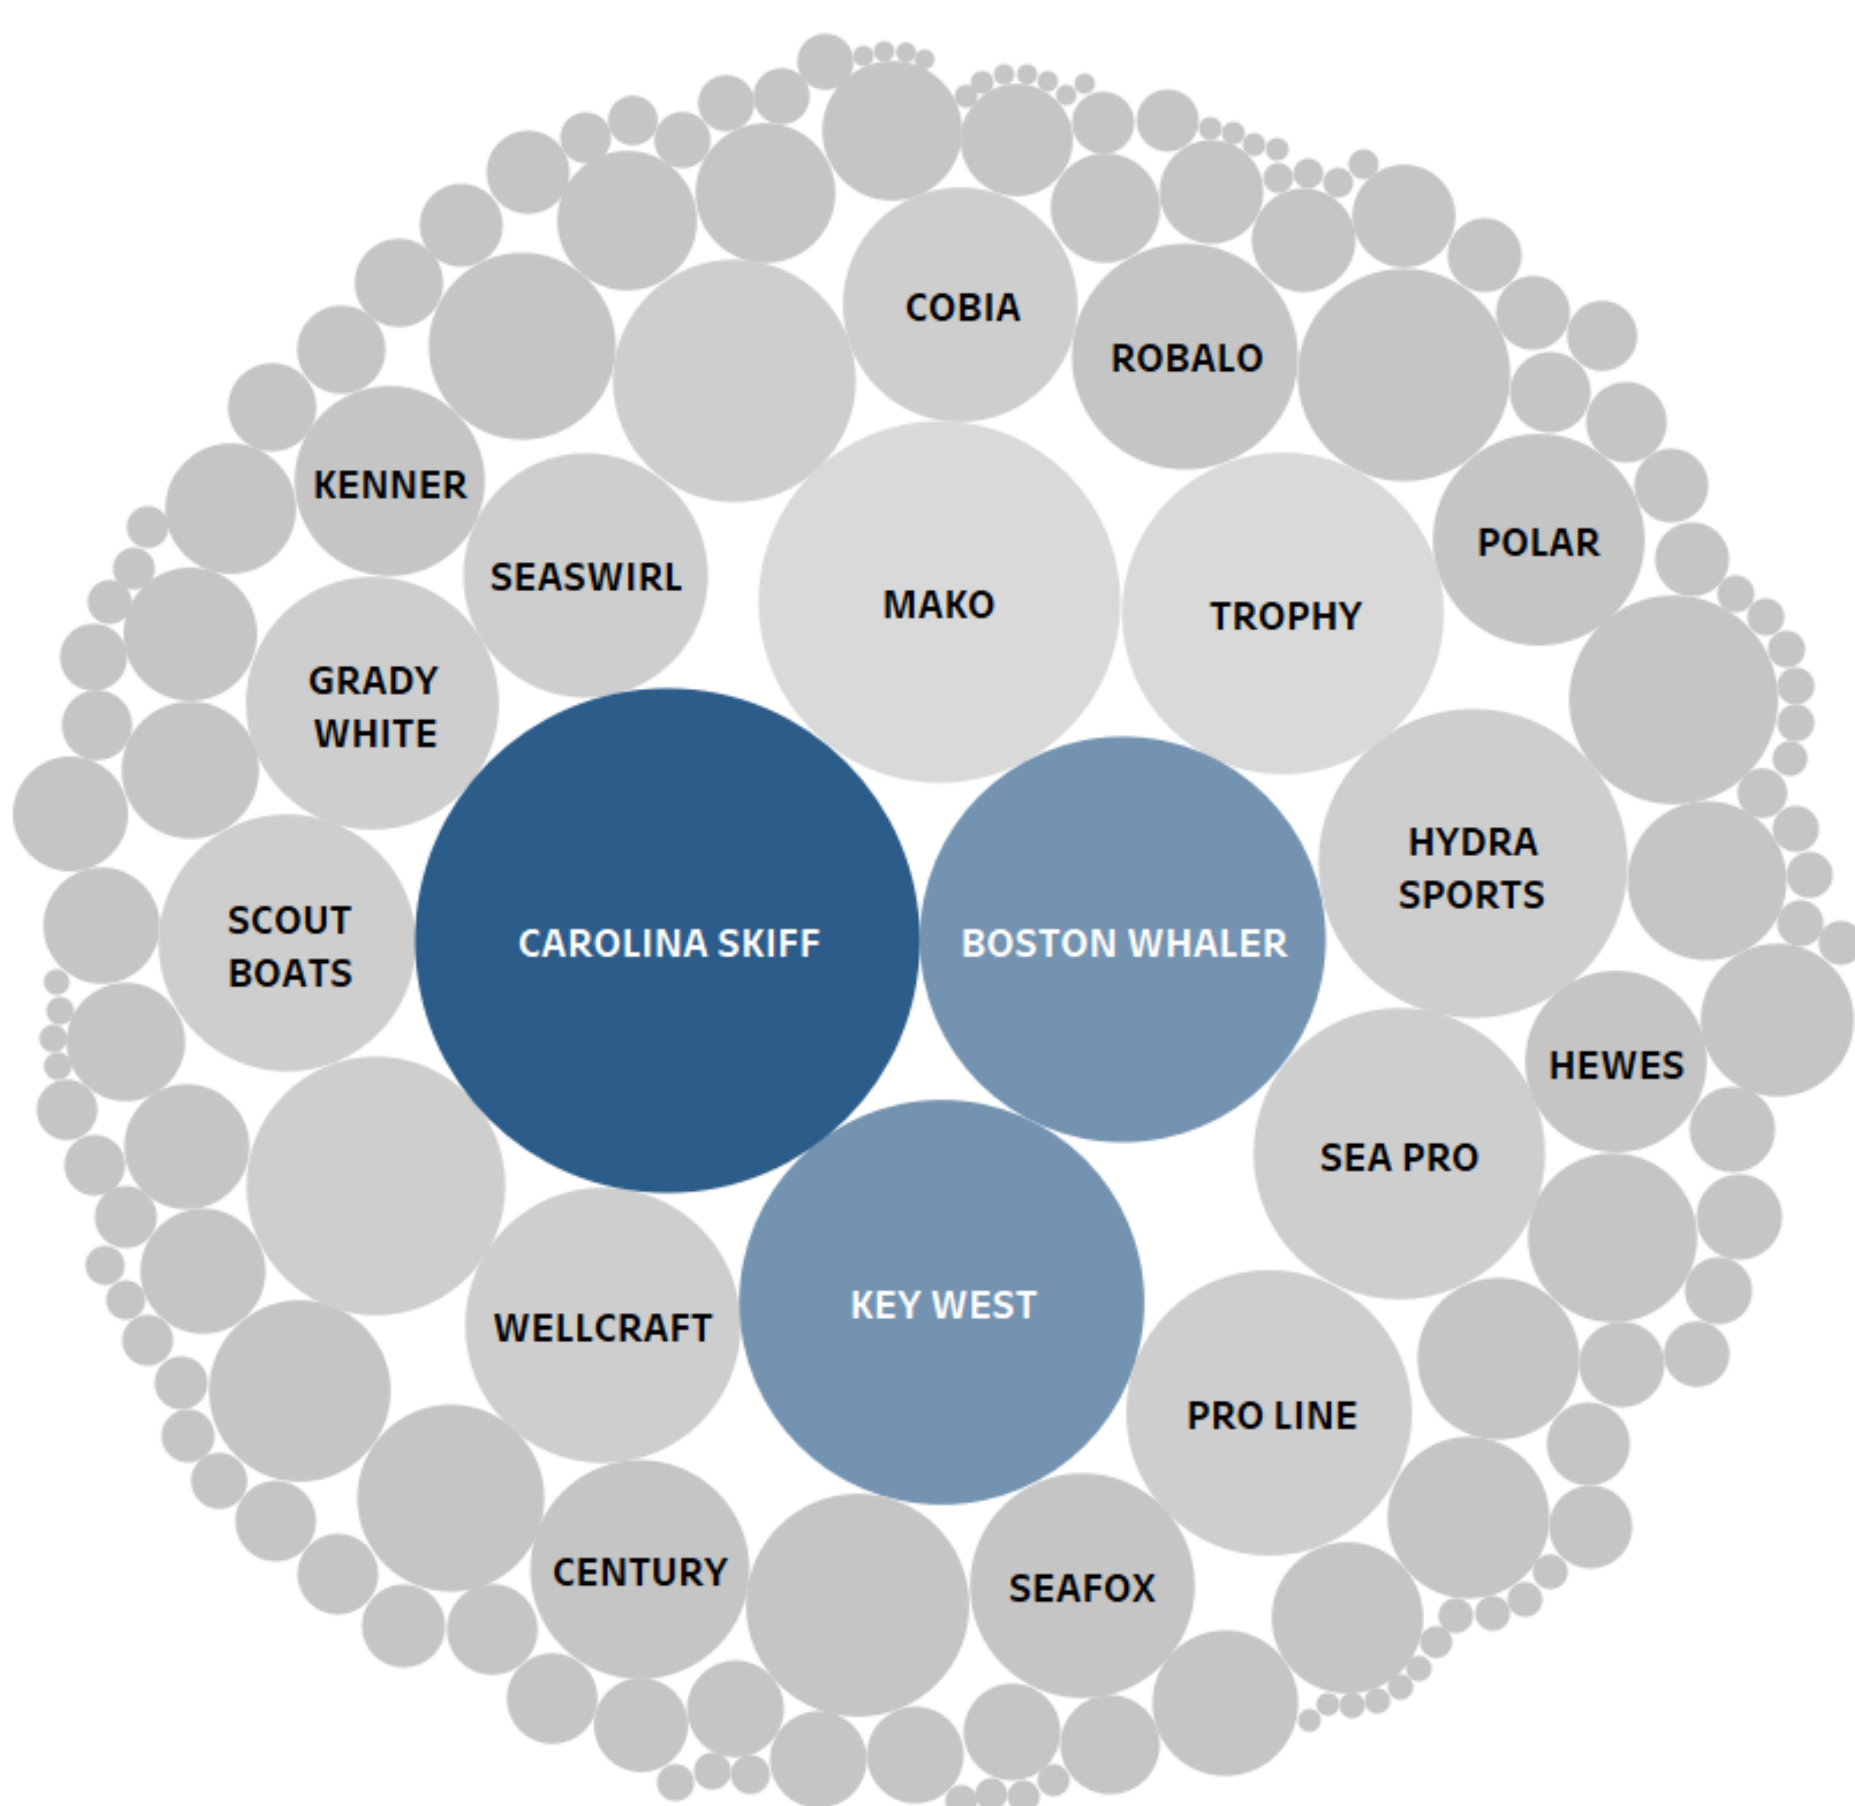 COBIA
ROBALO
KENNER
POLAR
SEASWIRL
MAKO
TROPHY
GRADY
WHITE
HYDRA
SPORTS
SCOUT
BOATS
CAROLINA SKIFF
BOSTON WHALER
HEWES
SEA PRO
WELLCRAFT
KEY WEST
PRO LINE
CENTURY
SEAFOX